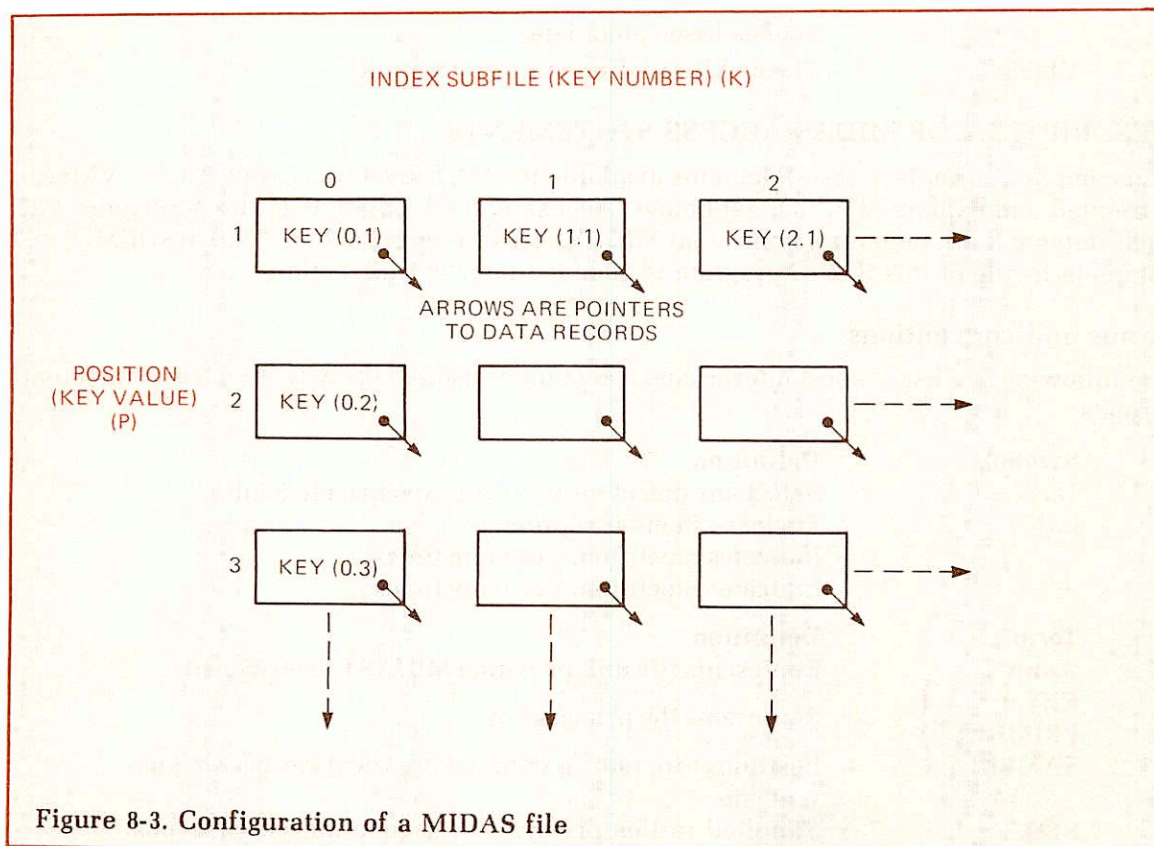 INDEX SUBFILE (KEY NUMBER) (K)
0 1 2
1 KEY (0.1) KEY (1.1) KEY (2.1)
ARROWS ARE POINTERS
TO DATA RECORDS
POSITION
(KEY VALUE)
(P)
2 KEY (0.2)
3 KEY (0.3)
Figure 8-3. Configuration of a MIDAS file